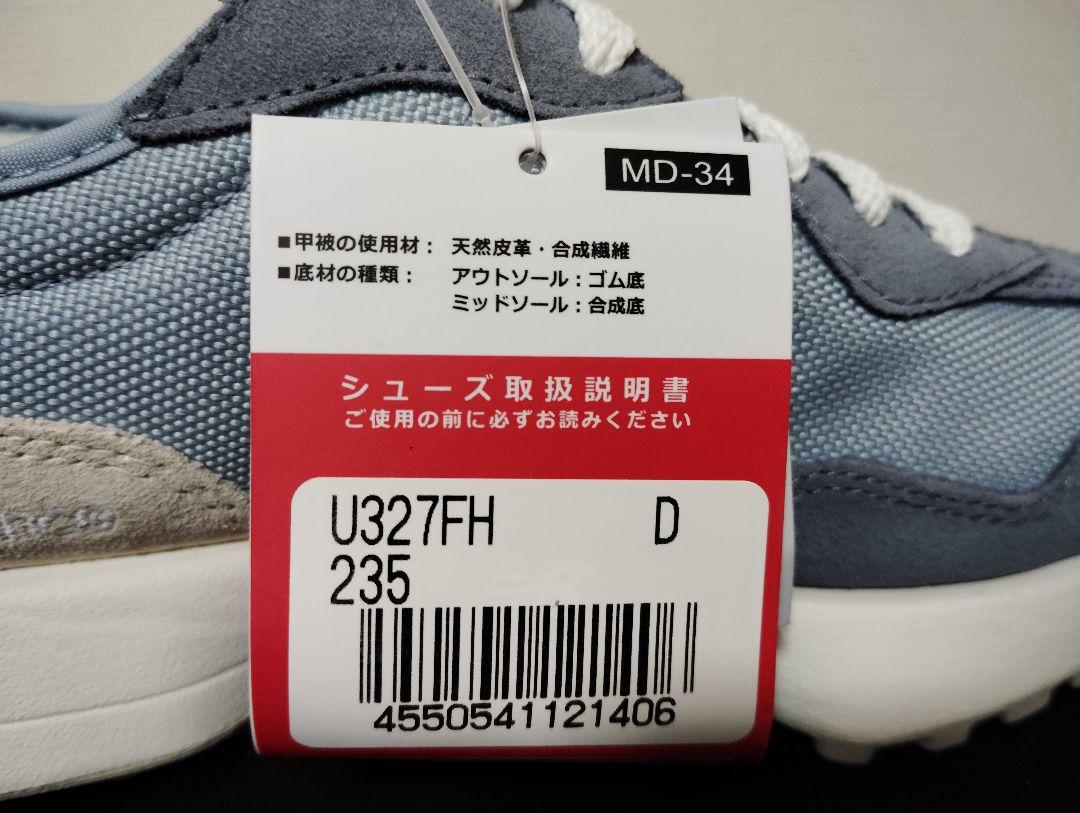 MD-34
■甲被の使用材： 天然皮革・合成繊維
■底材の種類： アウトソール：ゴム底
ミッドソール：合成底
シューズ取扱説明書
ご使用の前に必ずお読みください
U327FH D
235
4550541121406